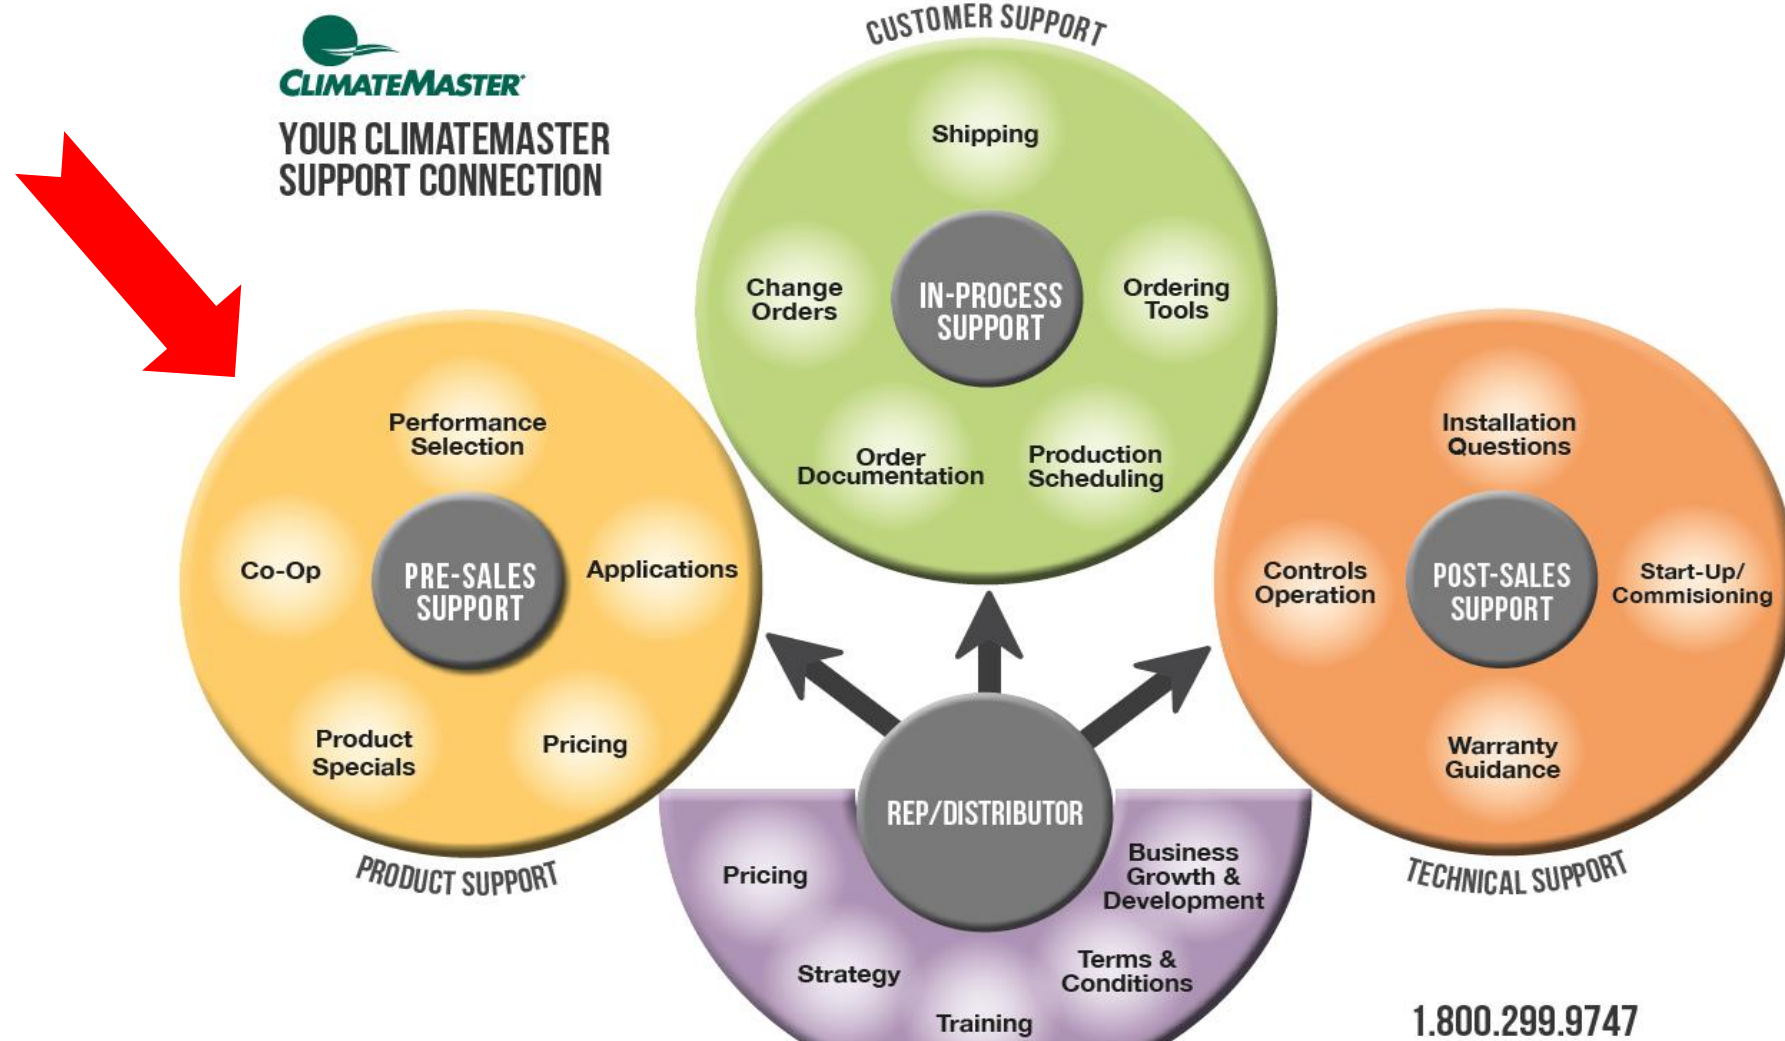 CLIMATEMASTER
YOUR CLIMATEMASTER
SUPPORT CONNECTION
CUSTOMER SUPPORT
Shipping
Change
Orders
IN-PROCESS
SUPPORT
Ordering
Tools
Order
Documentation
Production
Scheduling
Performance
Selection
Co-Op
PRE-SALES
SUPPORT
Applications
Product
Specials
Pricing
PRODUCT SUPPORT
Installation
Questions
Controls
Operation
POST-SALES
SUPPORT
Start-Up/
Commisioning
Warranty
Guidance
TECHNICAL SUPPORT
REP/DISTRIBUTOR
Pricing
Strategy
Training
Terms &
Conditions
Business
Growth &
Development
1.800.299.9747